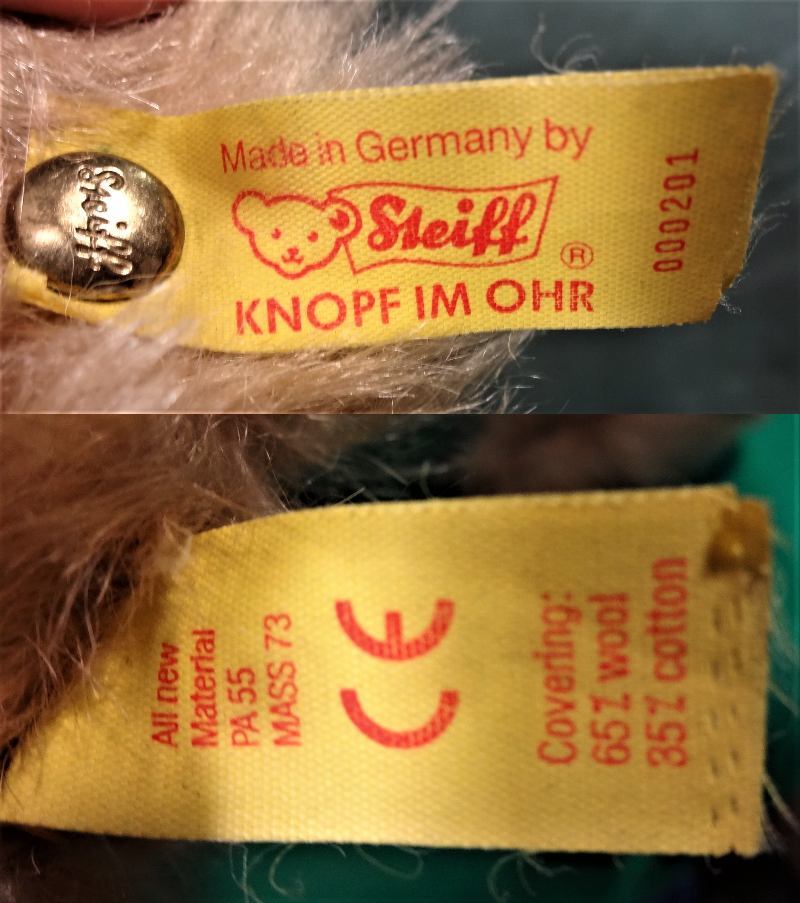 Steiff
Made in Germany by
Steiff
®
KNOPF IM OHR
000201
All new
Material
PA 55
MASS 73
CE
Covering:
65% wool
35% cotton